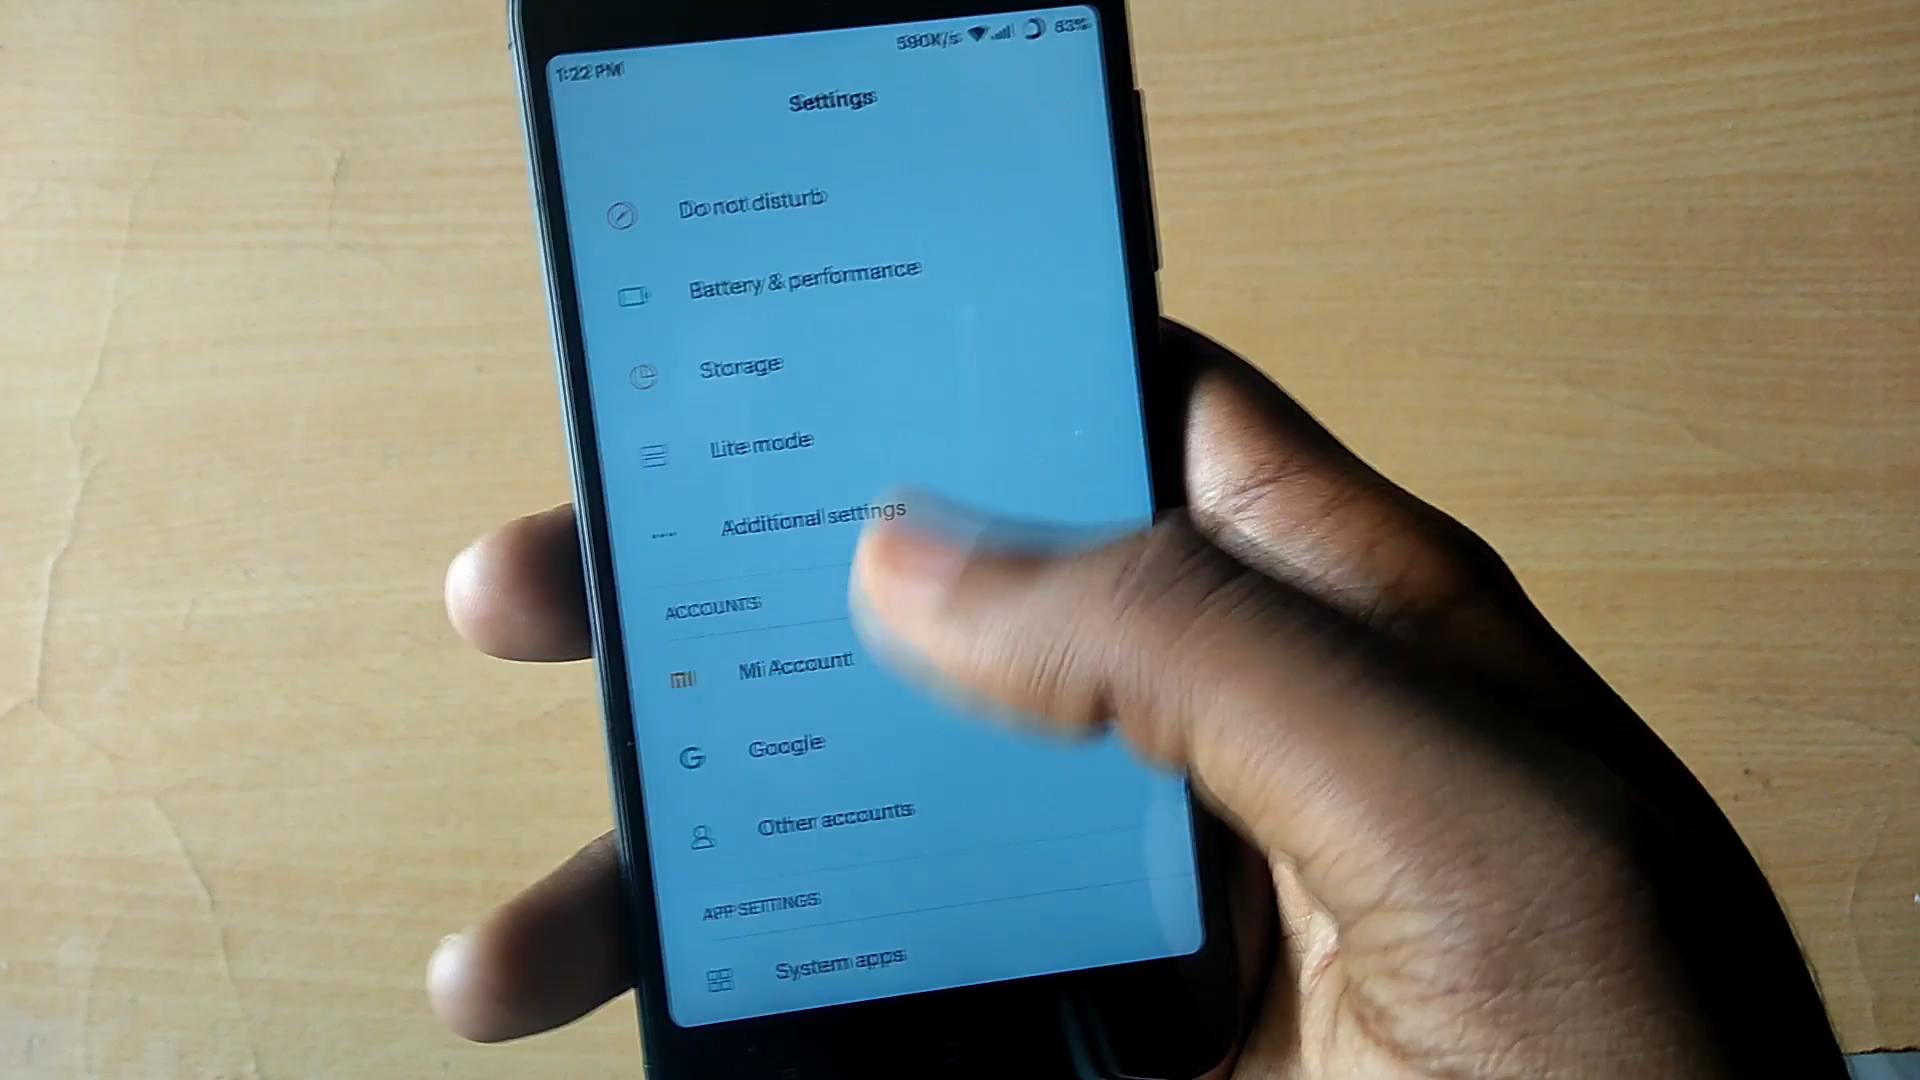 590K/s 63%
1:22 PM
Settings
Do not disturb
Battery & performance
Storage
Lite mode
Additional settings
ACCOUNTS
Mi Account
G Google
Other accounts
APP SETTINGS
System apps